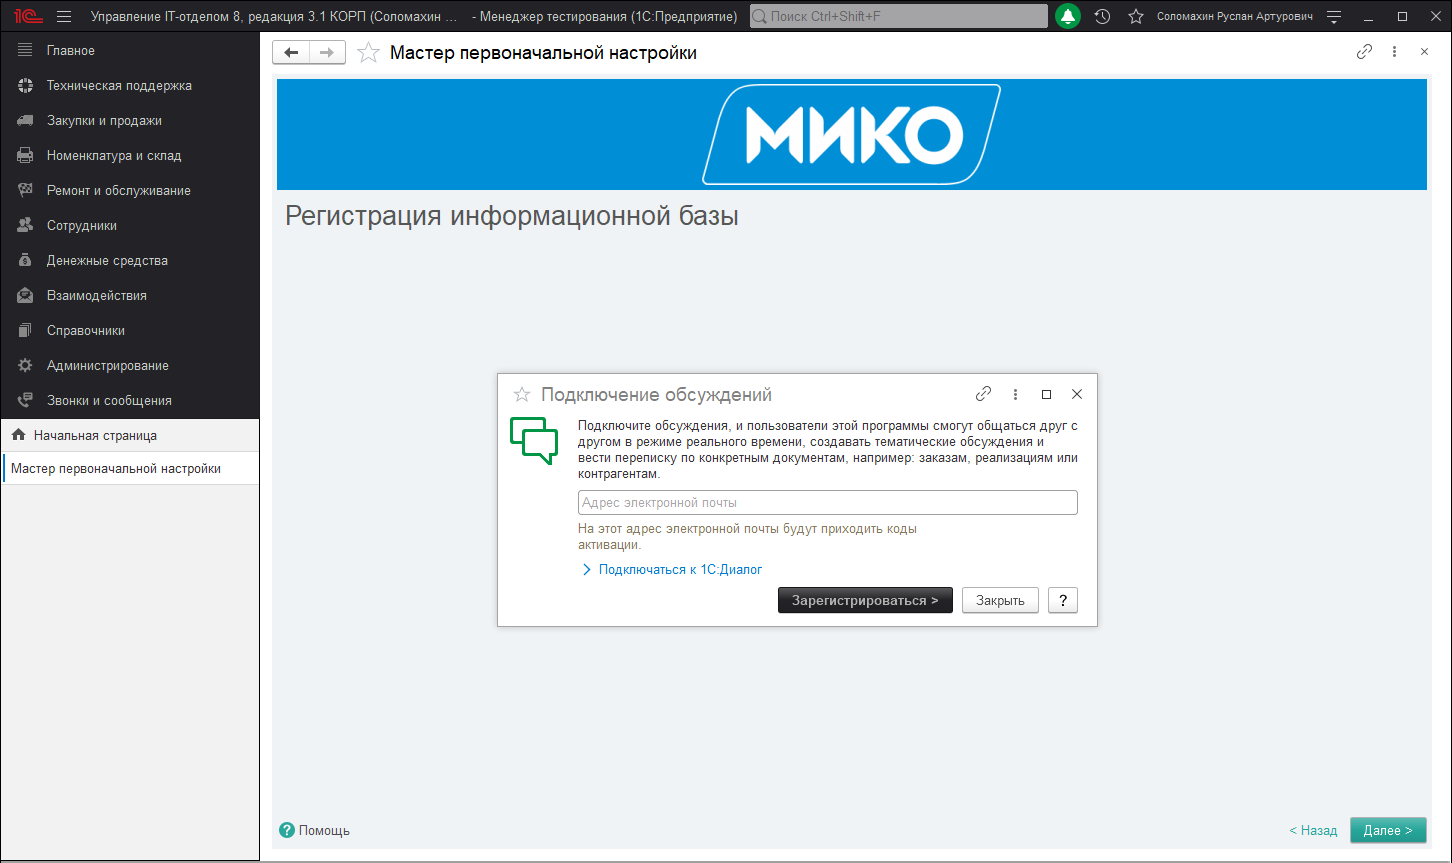 1С Управление IT-отделом 8, редакция 3.1 КОРП (Соломахин ... - Менеджер тестирования (1С:Предприятие) Поиск Ctrl+Shift+F Соломахин Руслан Артурович
Главное
Техническая поддержка
Закупки и продажи
Номенклатура и склад
Ремонт и обслуживание
Сотрудники
Денежные средства
Взаимодействия
Справочники
Администрирование
Звонки и сообщения
Начальная страница
Мастер первоначальной настройки
Мастер первоначальной настройки
МИКО
Регистрация информационной базы
Подключение обсуждений
Подключите обсуждения, и пользователи этой программы смогут общаться друг с
другом в режиме реального времени, создавать тематические обсуждения и
вести переписку по конкретным документам, например: заказам, реализациям или
контрагентам.
Адрес электронной почты
На этот адрес электронной почты будут приходить коды
активации.
Подключаться к 1С:Диалог
Зарегистрироваться > Закрыть ?
? Помощь < Назад Далее >